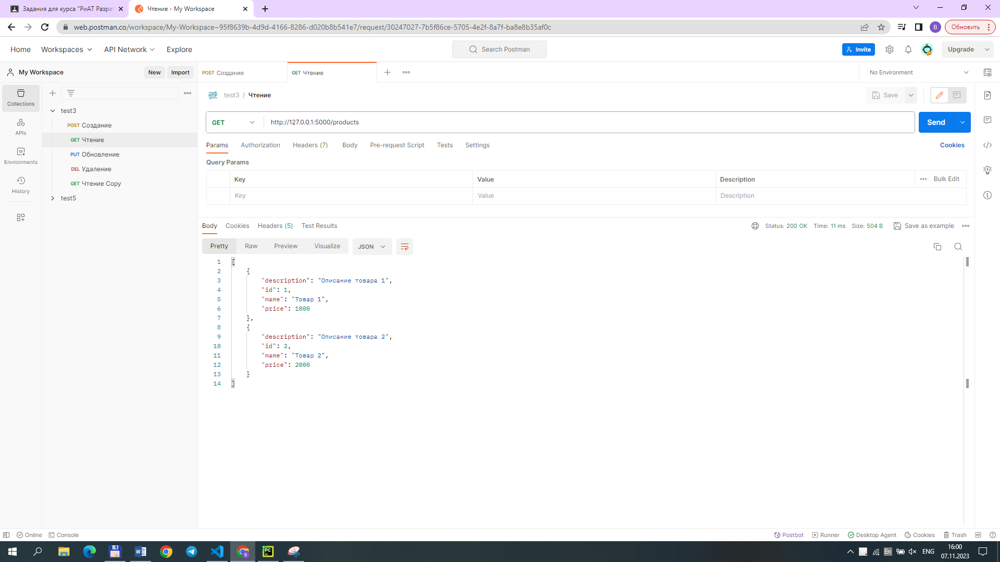 Задания для курса "РиАТ Разра
Чтение - My Workspace
web.postman.co/workspace/My-Workspace~95f8639b-4d9d-4166-8286-d020b8b541e7/request/30247027-7b5f86ce-5705-4e2f-8a7f-ba8e8b35af0c
B
Обновить
Home
Workspaces
API Network
Explore
Search Postman
Invite
Upgrade
My Workspace
New
Import
POST Создание
GET Чтение
No Environment
Collections
APIs
Environments
History
test3
POST Создание
GET Чтение
PUT Обновление
DEL Удаление
GET Чтение Copy
test5
HTTP
test3 / Чтение
Save
GET
http://127.0.0.1:5000/products
Send
Params
Authorization
Headers (7)
Body
Pre-request Script
Tests
Settings
Cookies
Query Params
Key
Value
Description
Bulk Edit
Key
Value
Description
Body
Cookies
Headers (5)
Test Results
Status: 200 OK
Time: 11 ms
Size: 504 B
Save as example
Pretty
Raw
Preview
Visualize
JSON
1 [
2 {
3 "description": "Описание товара 1",
4 "id": 1,
5 "name": "Товар 1",
6 "price": 1000
7 },
8 {
9 "description": "Описание товара 2",
10 "id": 2,
11 "name": "Товар 2",
12 "price": 2000
13 }
14 ]
Online
Console
Postbot
Runner
Desktop Agent
Cookies
Trash
W
B
PC
En
ENG
16:00
07.11.2023